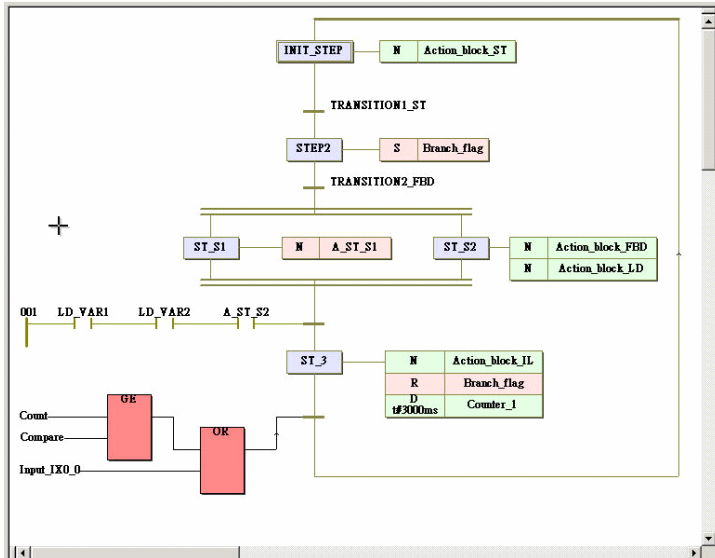 INIT_STEP N Action_block_ST
TRANSITION1_ST
STEP2 S Branch_flag
TRANSITION2_FBD
ST_S1 N A_ST_S1 ST_S2 N Action_block_FBD
N Action_block_LD
001 LD_VAR1 LD_VAR2 A_ST_S2
ST_3 N Action_block_IL
R Branch_flag
D t#3000ms Counter_1
GE
Count
Compare
OR
Input_IX0_0